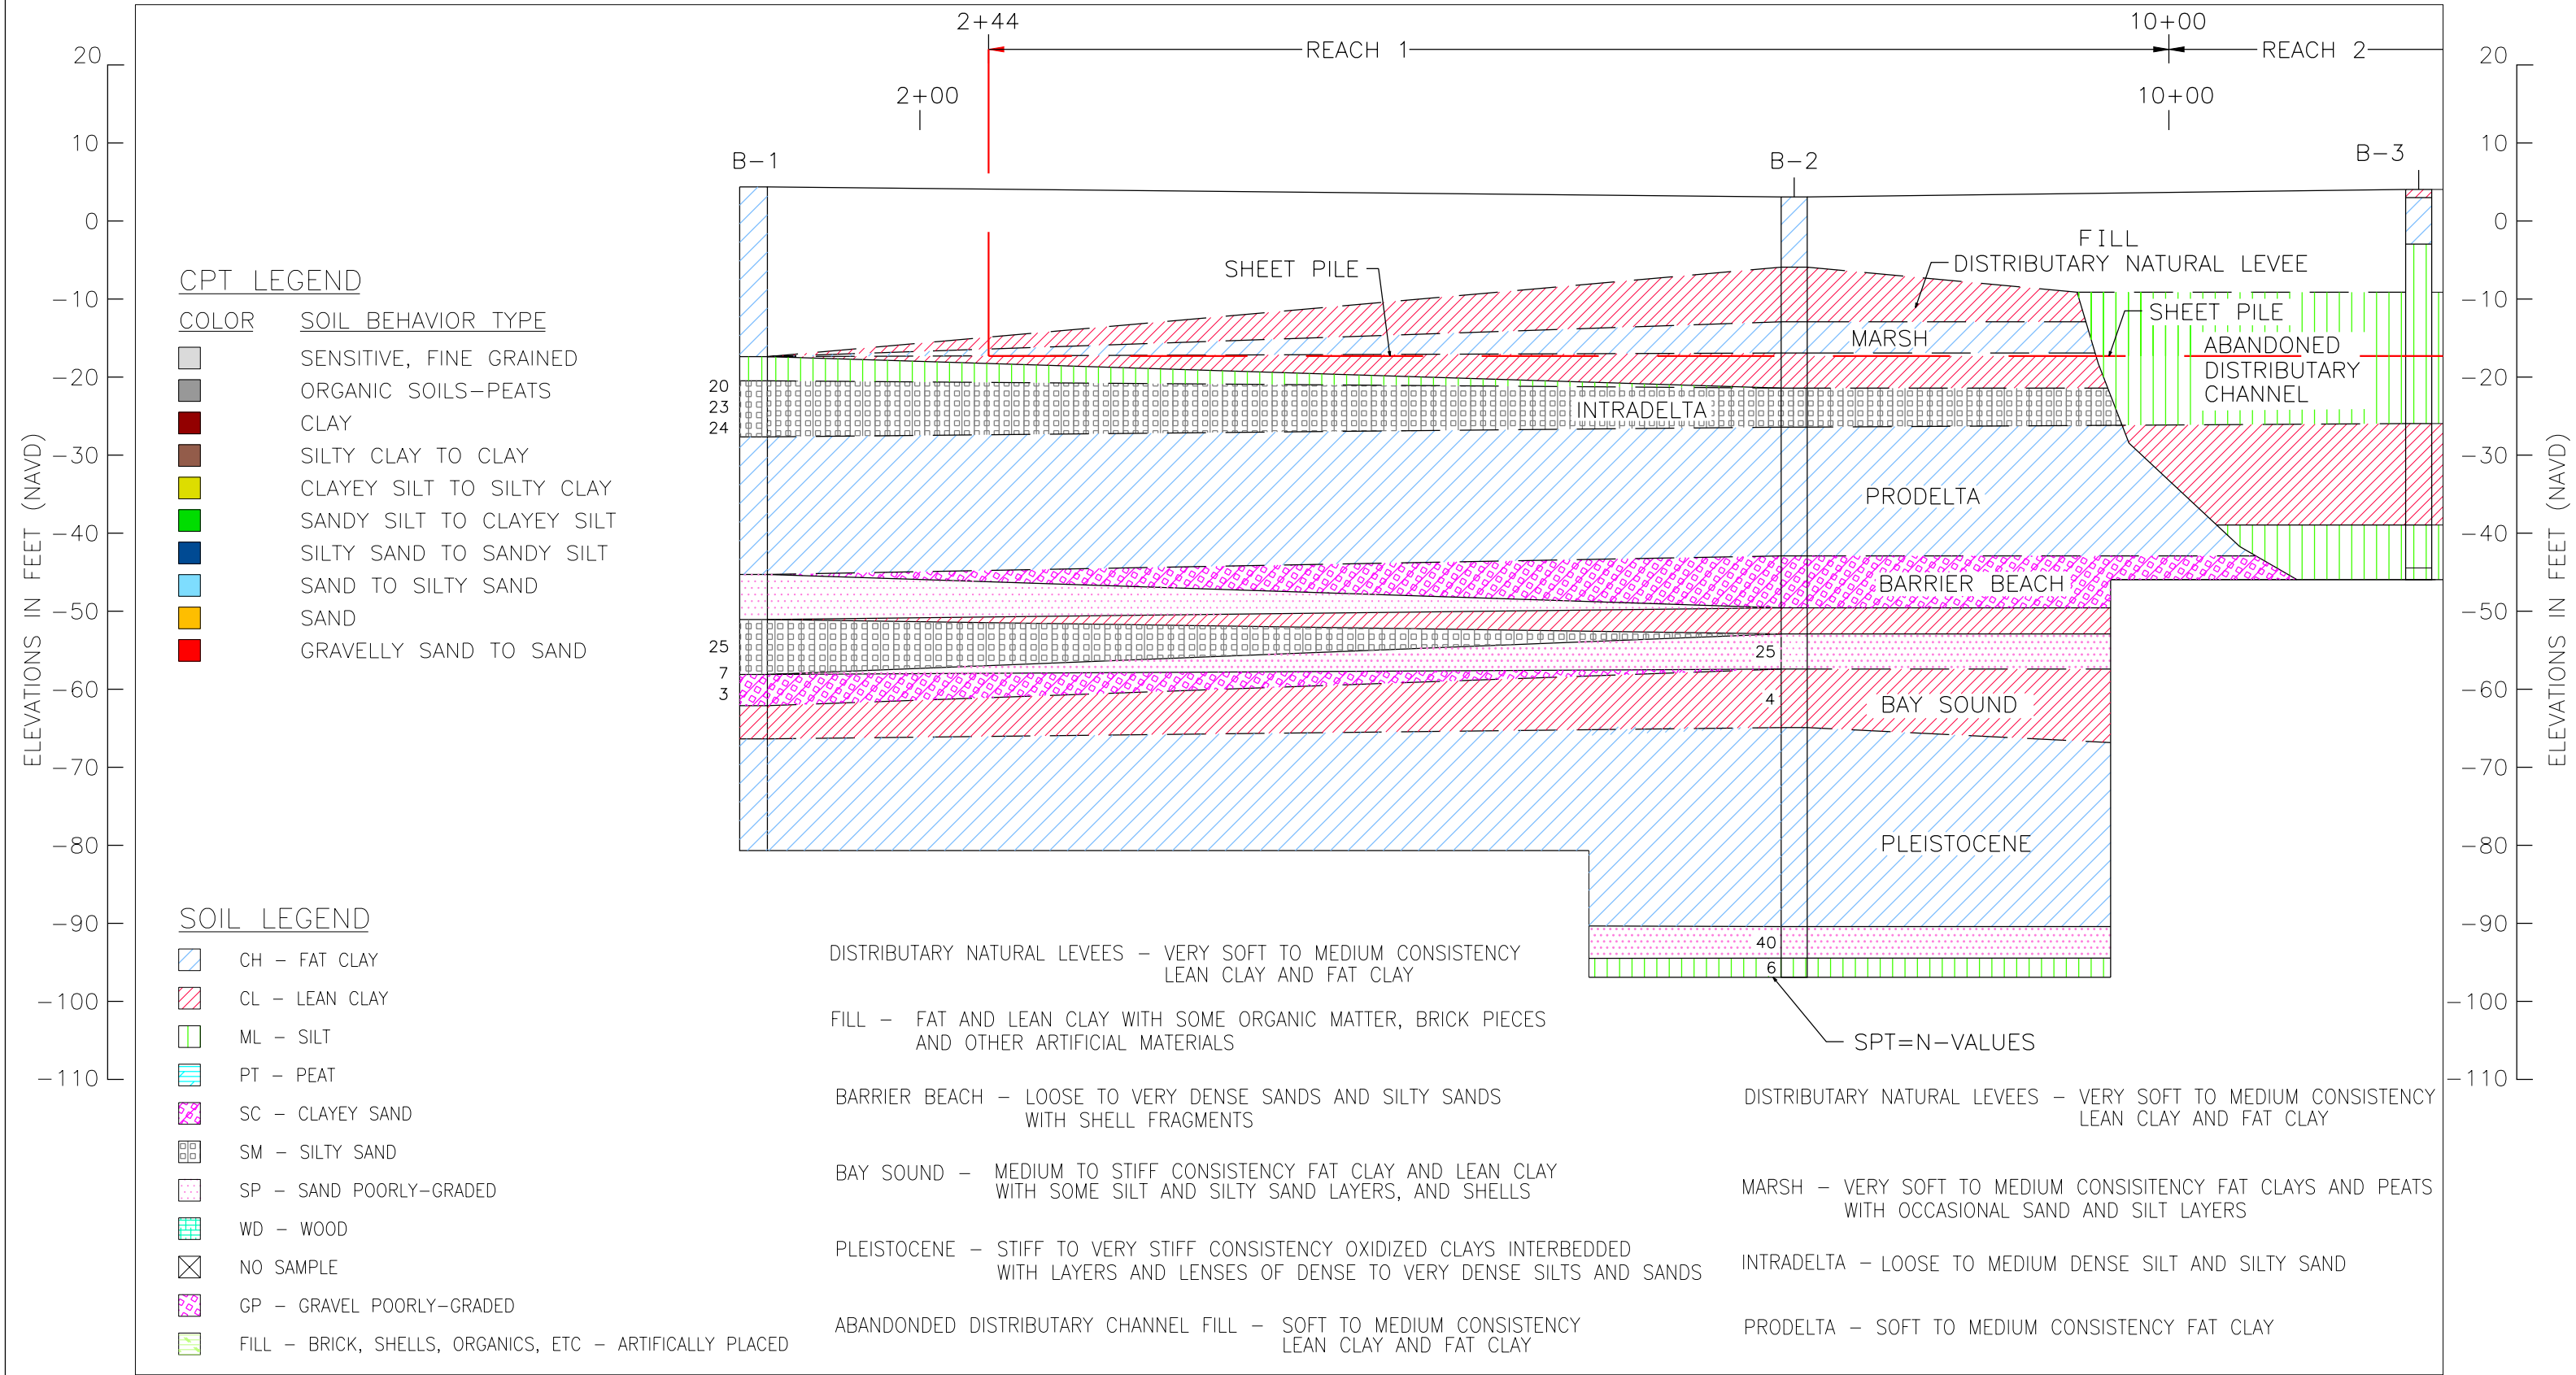 2+44
10+00
REACH 1
REACH 2
20
20
2+00
10+00
10
10
B-1
B-2
B-3
0
0
FILL
DISTRIBUTARY NATURAL LEVEE
SHEET PILE
CPT LEGEND
-10
-10
COLOR SOIL BEHAVIOR TYPE
SHEET PILE
MARSH
ABANDONED
DISTRIBUTARY
CHANNEL
SENSITIVE, FINE GRAINED
-20
-20
ORGANIC SOILS-PEATS
CLAY
SILTY CLAY TO CLAY
CLAYEY SILT TO SILTY CLAY
SANDY SILT TO CLAYEY SILT
SILTY SAND TO SANDY SILT
SAND TO SILTY SAND
SAND
GRAVELLY SAND TO SAND
20
23
24
INTRADELTA
-30
-30
ELEVATIONS IN FEET (NAVD)
ELEVATIONS IN FEET (NAVD)
PRODELTA
-40
-40
BARRIER BEACH
-50
-50
25
7
3
25
4
-60
-60
BAY SOUND
-70
-70
-80
-80
PLEISTOCENE
-90
-90
40
6
-100
-100
SPT=N-VALUES
-110
-110
SOIL LEGEND
CH - FAT CLAY
CL - LEAN CLAY
ML - SILT
PT - PEAT
SC - CLAYEY SAND
SM - SILTY SAND
SP - SAND POORLY-GRADED
WD - WOOD
NO SAMPLE
GP - GRAVEL POORLY-GRADED
FILL - BRICK, SHELLS, ORGANICS, ETC - ARTIFICALLY PLACED
DISTRIBUTARY NATURAL LEVEES - VERY SOFT TO MEDIUM CONSISTENCY
LEAN CLAY AND FAT CLAY
FILL - FAT AND LEAN CLAY WITH SOME ORGANIC MATTER, BRICK PIECES
AND OTHER ARTIFICIAL MATERIALS
BARRIER BEACH - LOOSE TO VERY DENSE SANDS AND SILTY SANDS
WITH SHELL FRAGMENTS
BAY SOUND - MEDIUM TO STIFF CONSISTENCY FAT CLAY AND LEAN CLAY
WITH SOME SILT AND SILTY SAND LAYERS, AND SHELLS
PLEISTOCENE - STIFF TO VERY STIFF CONSISTENCY OXIDIZED CLAYS INTERBEDDED
WITH LAYERS AND LENSES OF DENSE TO VERY DENSE SILTS AND SANDS
ABANDONDED DISTRIBUTARY CHANNEL FILL - SOFT TO MEDIUM CONSISTENCY
LEAN CLAY AND FAT CLAY
DISTRIBUTARY NATURAL LEVEES - VERY SOFT TO MEDIUM CONSISTENCY
LEAN CLAY AND FAT CLAY
MARSH - VERY SOFT TO MEDIUM CONSISITENCY FAT CLAYS AND PEATS
WITH OCCASIONAL SAND AND SILT LAYERS
INTRADELTA - LOOSE TO MEDIUM DENSE SILT AND SILTY SAND
PRODELTA - SOFT TO MEDIUM CONSISTENCY FAT CLAY